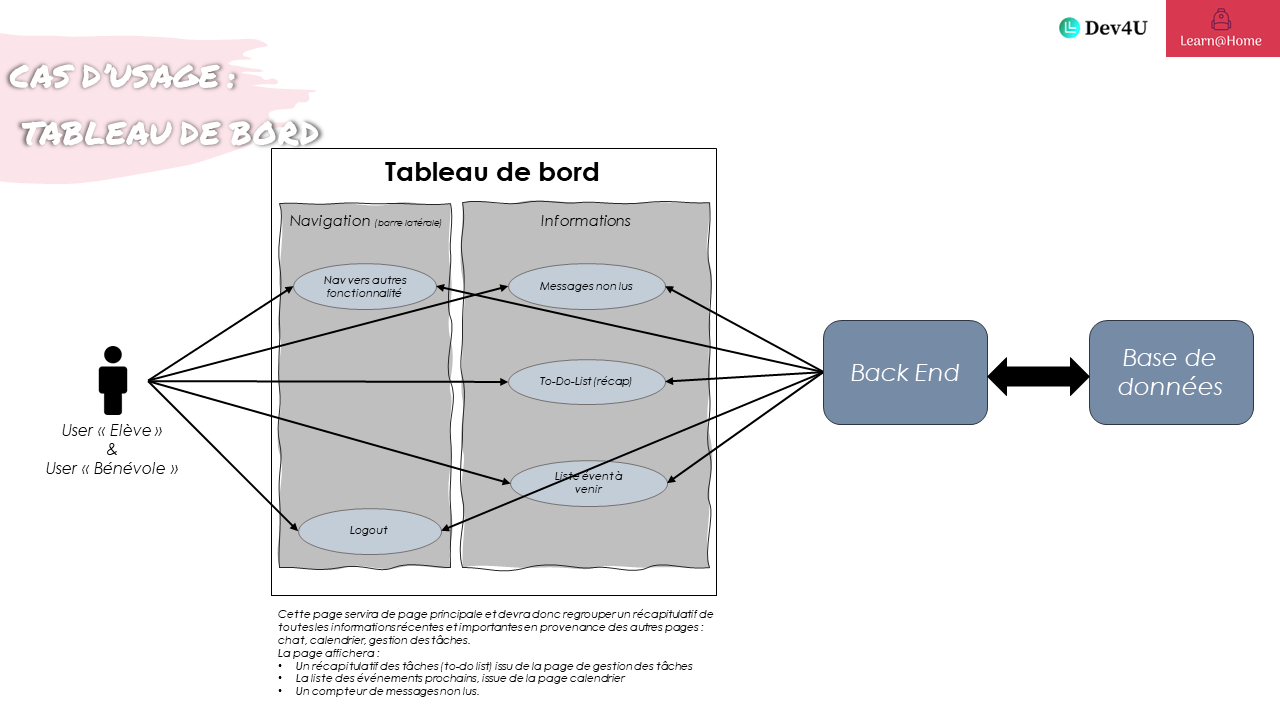 Dev4U
Learn@Home
CAS D'USAGE :
TABLEAU DE BORD
Tableau de bord
Navigation (barre latérale)
Informations
Nav vers autres
fonctionnalité
Messages non lus
To-Do-List (récap)
Liste évent à
venir
Logout
User « Elève »
&
User « Bénévole »
Back End
Base de
données
Cette page servira de page principale et devra donc regrouper un récapitulatif de
toutes les informations récentes et importantes en provenance des autres pages :
chat, calendrier, gestion des tâches.
La page affichera :
• Un récapitulatif des tâches (to-do list) issu de la page de gestion des tâches
• La liste des événements prochains, issue de la page calendrier
• Un compteur de messages non lus.